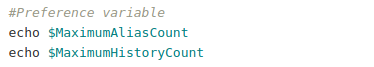 #Preference variable
echo $MaximumAliasCount
echo $MaximumHistoryCount